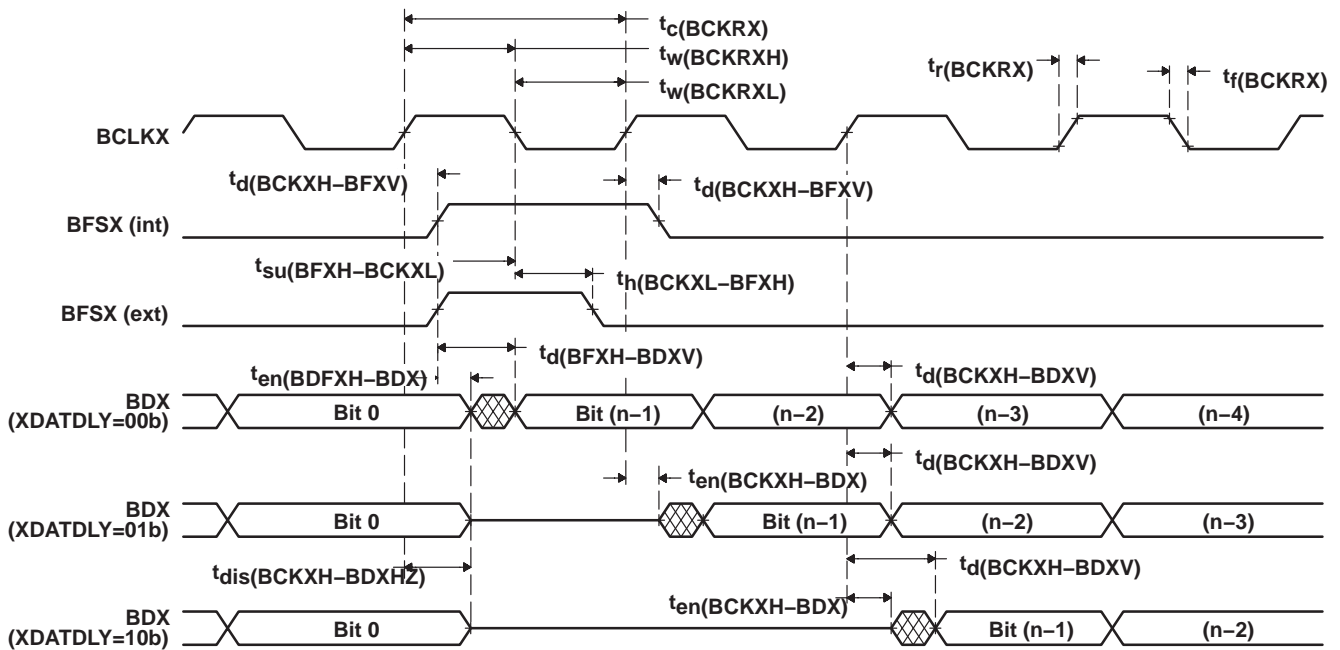 tc(BCKRX)
tw(BCKRXH)
tr(BCKRX)
tf(BCKRX)
tw(BCKRXL)
BCLKX
td(BCKXH–BFXV)
td(BCKXH–BFXV)
BFSX (int)
tsu(BFXH–BCKXL)
th(BCKXL–BFXH)
BFSX (ext)
td(BFXH–BDXV)
ten(BDFXH–BDX)
td(BCKXH–BDXV)
BDX
(XDATDLY=00b)
Bit 0
Bit (n–1)
(n–2)
(n–3)
(n–4)
td(BCKXH–BDXV)
ten(BCKXH–BDX)
BDX
(XDATDLY=01b)
Bit 0
Bit (n–1)
(n–2)
(n–3)
tdis(BCKXH–BDXHZ)
td(BCKXH–BDXV)
ten(BCKXH–BDX)
BDX
(XDATDLY=10b)
Bit 0
Bit (n–1)
(n–2)